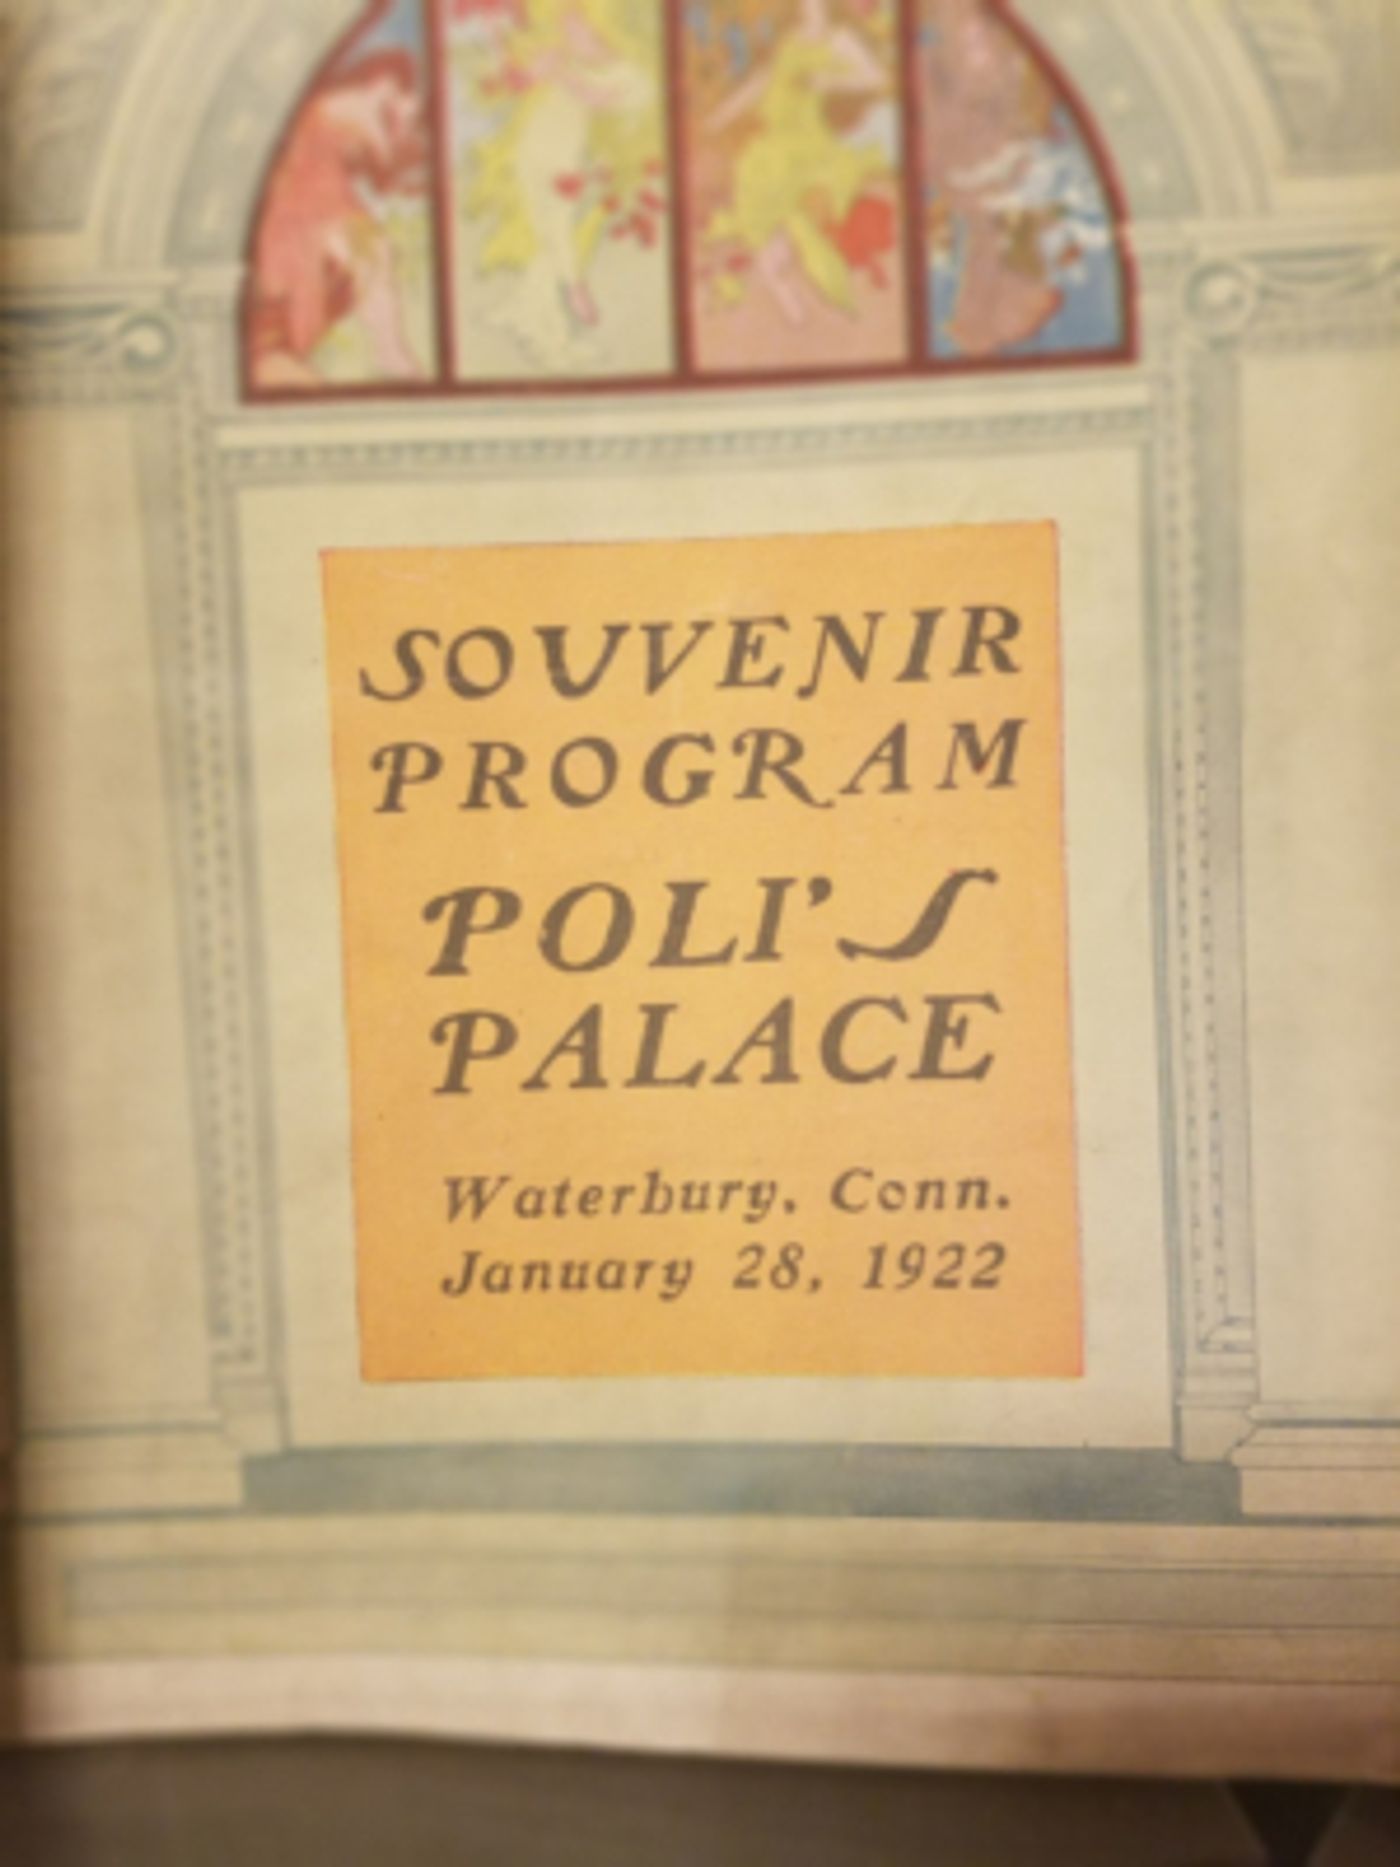 SOUVENIR
PROGRAM
POLI'S
PALACE
Waterbury, Conn.
January 28, 1922